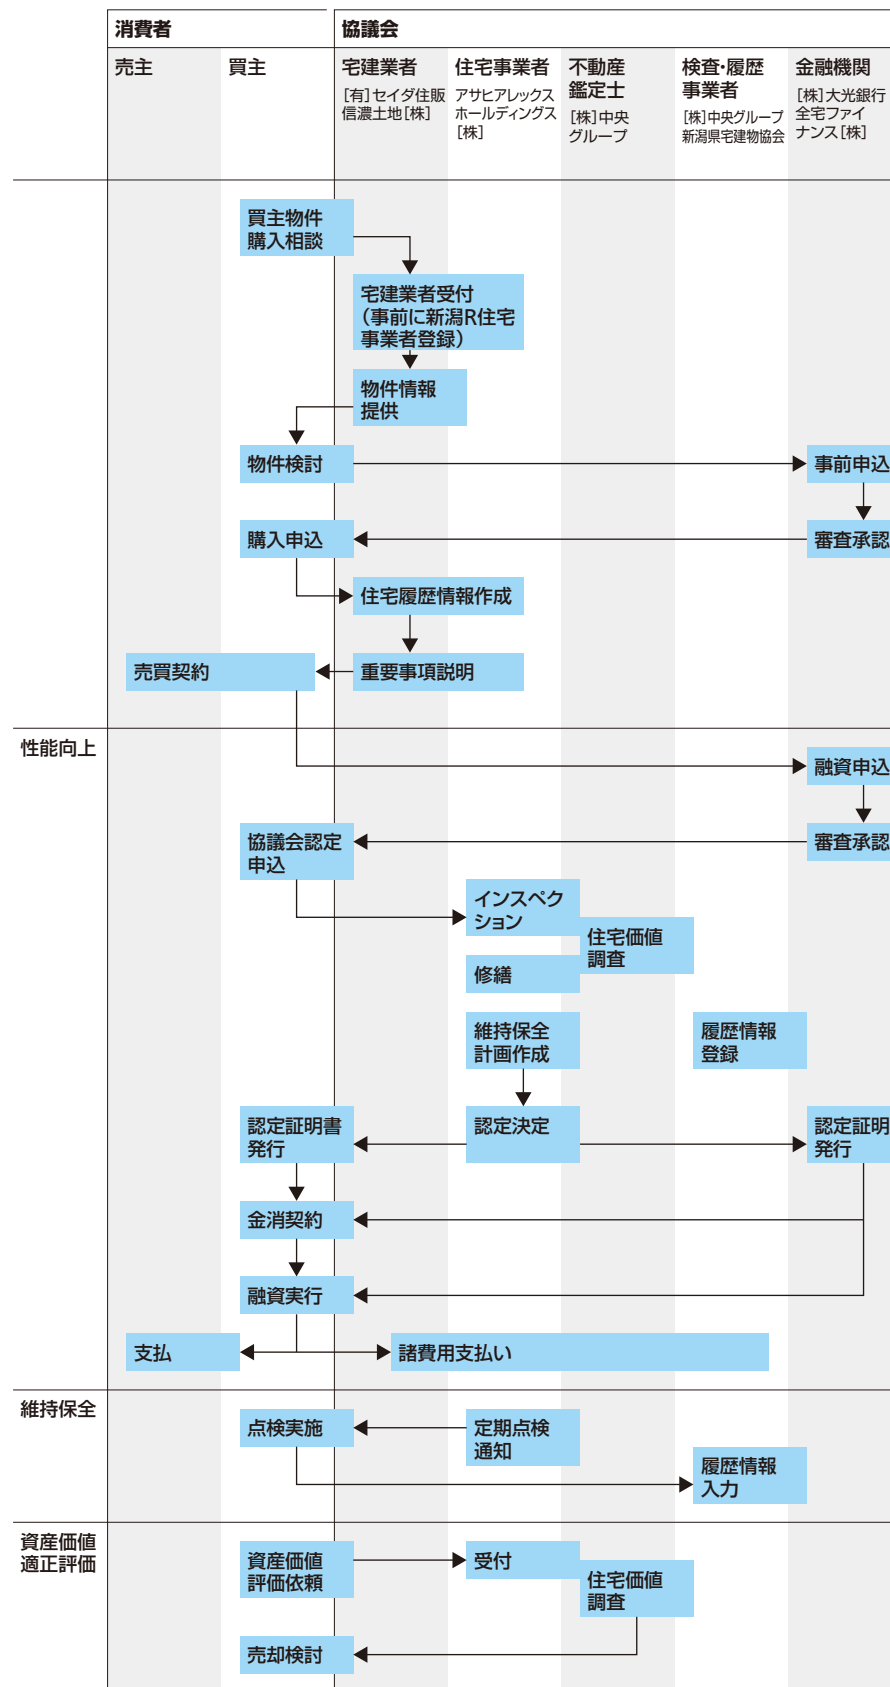 消費者
協議会
売主
買主
宅建業者
[有]セイダ住販
信濃土地[株]
住宅事業者
アサヒアレックス
ホールディングス
[株]
不動産
鑑定士
[株]中央
グループ
検査・履歴
事業者
[株]中央グループ
新潟県宅建物協会
金融機関
[株]大光銀行
全宅ファイ
ナンス[株]
買主物件
購入相談
宅建業者受付
(事前に新潟R住宅
事業者登録)
物件情報
提供
物件検討
事前申込
購入申込
審査承認
住宅履歴情報作成
売買契約
重要事項説明
性能向上
融資申込
協議会認定
申込
審査承認
インスペク
ション
住宅価値
調査
修繕
維持保全
計画作成
履歴情報
登録
認定証明書
発行
認定決定
認定証明
発行
金消契約
融資実行
支払
諸費用支払い
維持保全
点検実施
定期点検
通知
履歴情報
入力
資産価値
適正評価
資産価値
評価依頼
受付
住宅価値
調査
売却検討